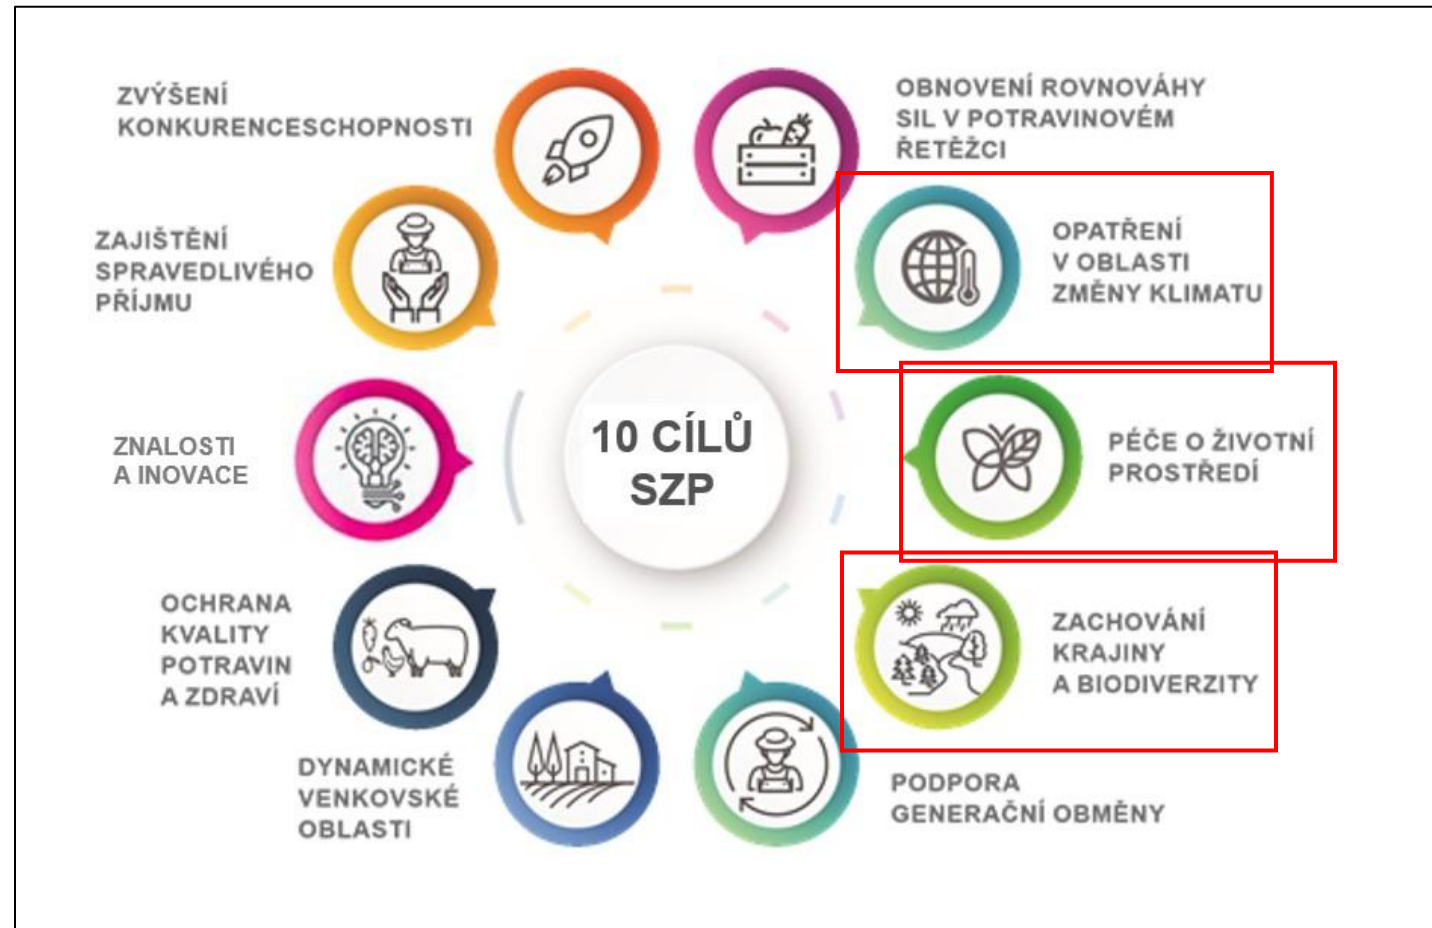 ZVÝŠENÍ
KONKURENCESCHOPNOSTI
OBNOVENÍ ROVNOVÁHY
SIL V POTRAVINOVÉM
ŘETĚŽCI
ZAJIŠTĚNÍ
SPRAVEDLIVÉHO
PŘÍJMU
OPATŘENÍ
V OBLASTI
ZMĚNY KLIMATU
ZNALOSTI
A INOVACE
10 CÍLŮ
SZP
PÉČE O ŽIVOTNÍ
PROSTŘEDÍ
OCHRANA
KVALITY
POTRAVIN
A ZDRAVÍ
ZACHOVÁNÍ
KRAJINY
A BIODIVERZITY
DYNAMICKÉ
VENKOVSKÉ
OBLASTI
PODPORA
GENERAČNÍ OBMĚNY